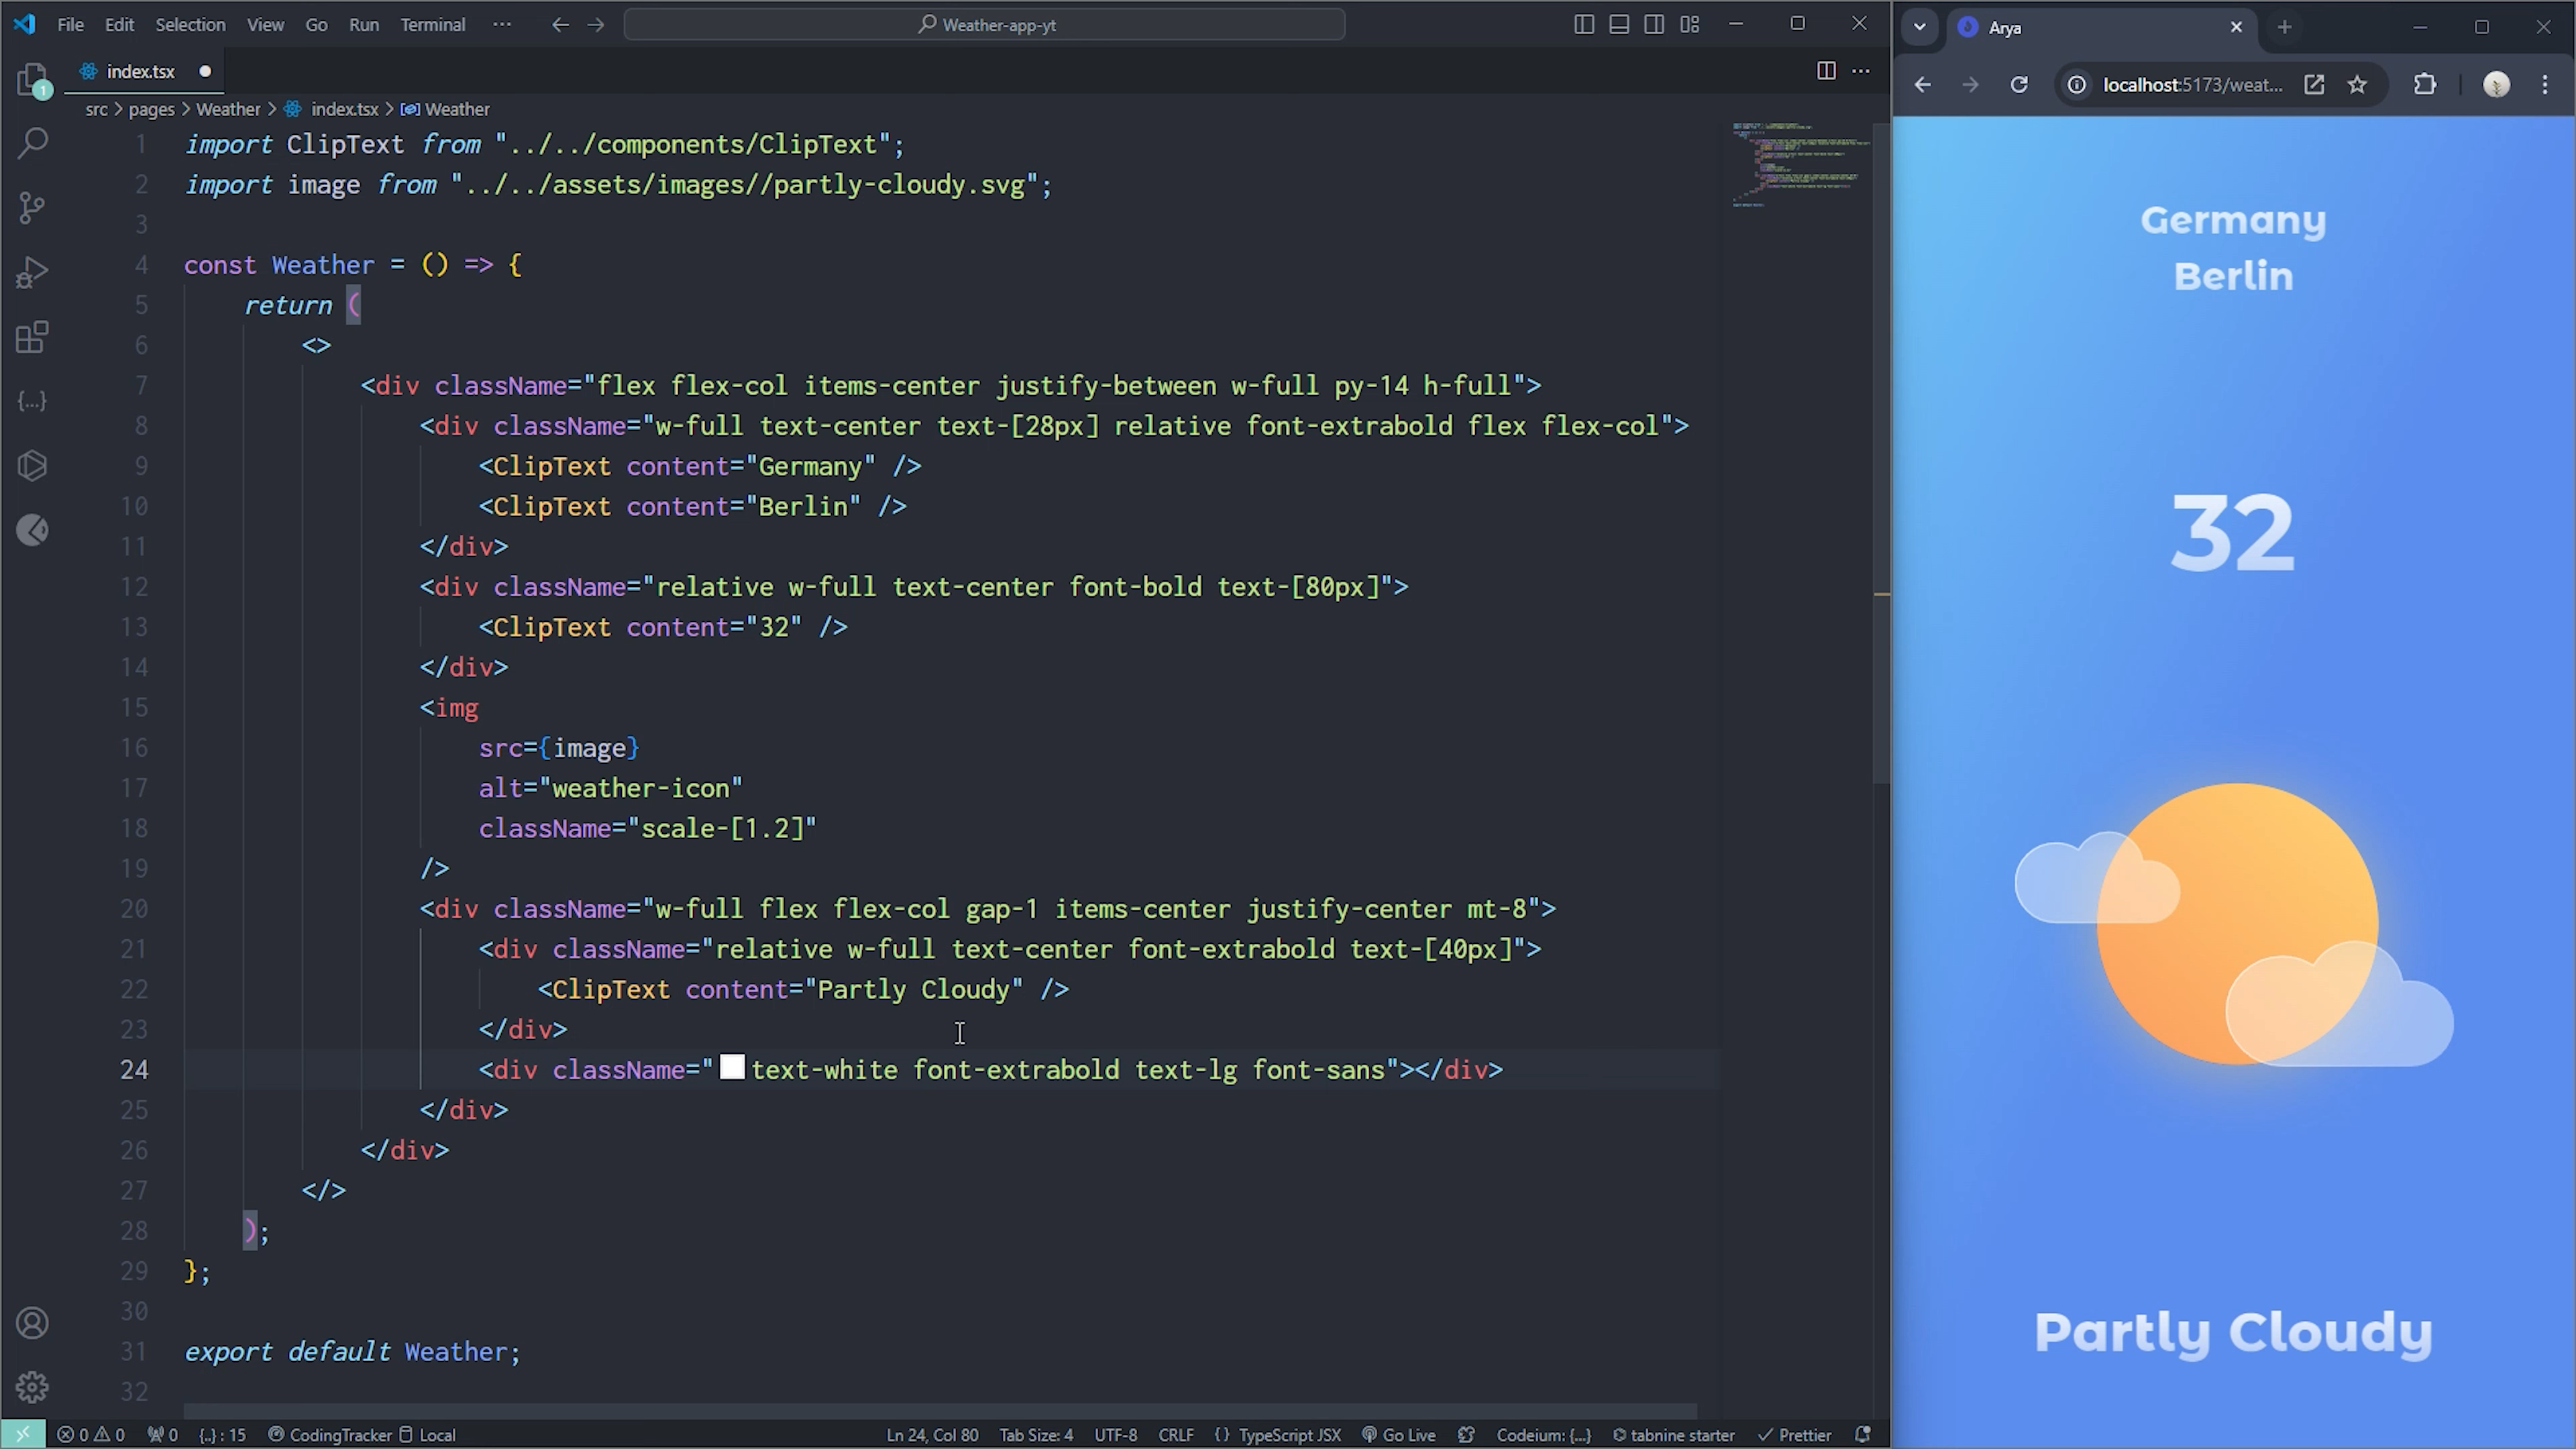 File Edit Selection View Go Run Terminal ··· Weather-app-yt
index.tsx
src > pages > Weather > index.tsx > Weather
1 import ClipText from "../../components/ClipText";
2 import image from "../../assets/images//partly-cloudy.svg";
3
4 const Weather = () => {
5 return (
6 <>
7 <div className="flex flex-col items-center justify-between w-full py-14 h-full">
8 <div className="w-full text-center text-[28px] relative font-extrabold flex flex-col">
9 <ClipText content="Germany" />
10 <ClipText content="Berlin" />
11 </div>
12 <div className="relative w-full text-center font-bold text-[80px]">
13 <ClipText content="32" />
14 </div>
15 <img
16 src={image}
17 alt="weather-icon"
18 className="scale-[1.2]"
19 />
20 <div className="w-full flex flex-col gap-1 items-center justify-center mt-8">
21 <div className="relative w-full text-center font-extrabold text-[40px]">
22 <ClipText content="Partly Cloudy" />
23 </div>
24 <div className="text-white font-extrabold text-lg font-sans"></div>
25 </div>
26 </div>
27 </>
28 );
29 };
30
31 export default Weather;
32
1
0 0 0 {..} : 15 CodingTracker Local Ln 24, Col 80 Tab Size: 4 UTF-8 CRLF {} TypeScript JSX Go Live Codeium: {...} tabnine starter Prettier
Arya
localhost:5173/weat...
Germany
Berlin
32
Partly Cloudy